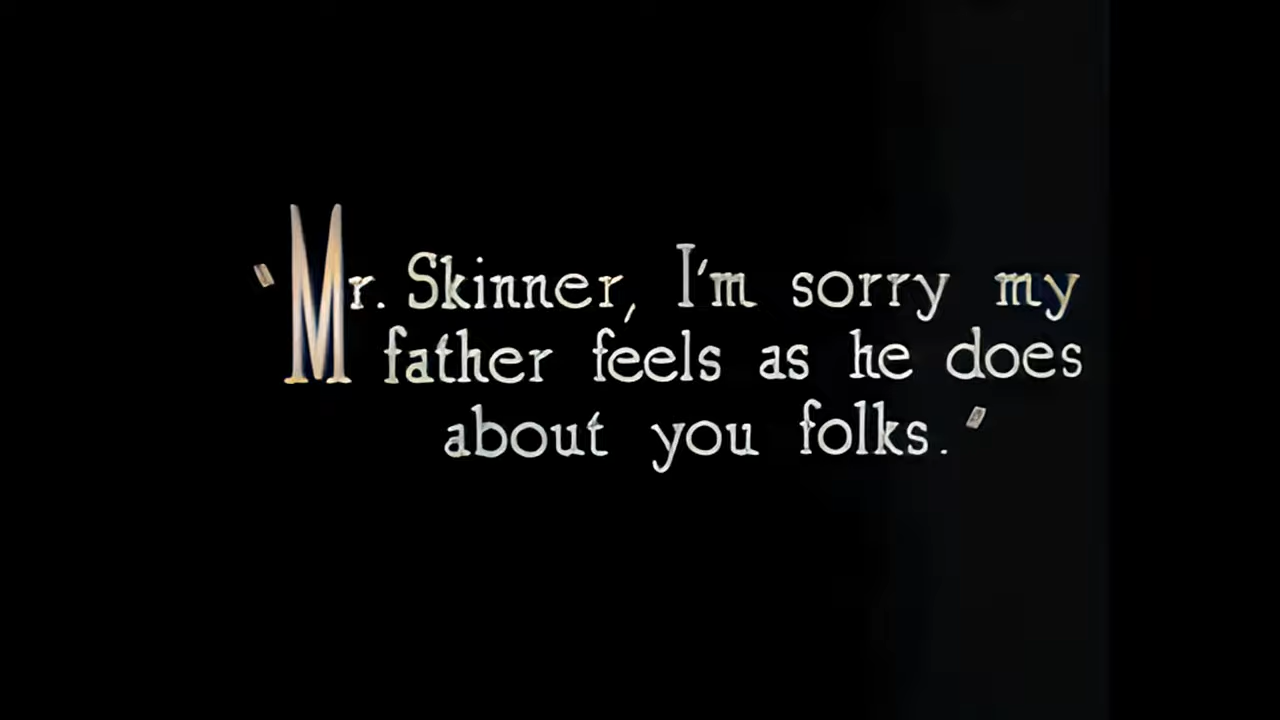 "Mr. Skinner, I'm sorry my
father feels as he does
about you folks."